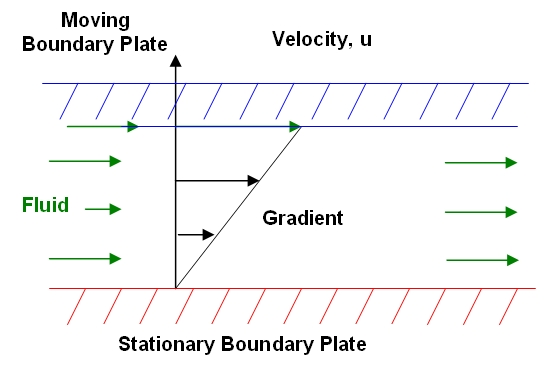 Moving
Boundary Plate
Velocity, u
Fluid
Gradient
Stationary Boundary Plate